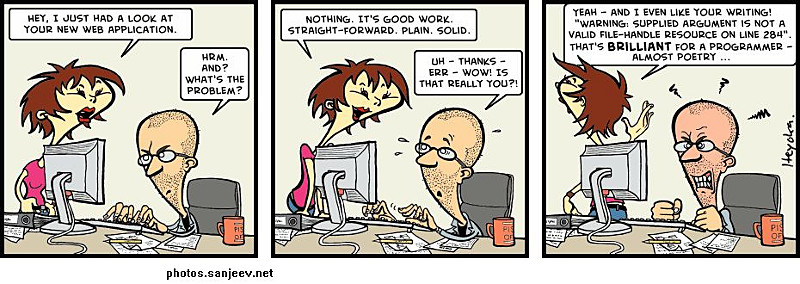 HEY, I JUST HAD A LOOK AT
YOUR NEW WEB APPLICATION.
HRM.
AND?
WHAT'S THE
PROBLEM?
NOTHING. IT'S GOOD WORK.
STRAIGHT-FORWARD. PLAIN. SOLID.
UH - THANKS -
ERR - WOW! IS
THAT REALLY YOU?!
YEAH - AND I EVEN LIKE YOUR WRITING!
"WARNING: SUPPLIED ARGUMENT IS NOT A
VALID FILE-HANDLE RESOURCE ON LINE 284".
THAT'S BRILLIANT FOR A PROGRAMMER -
ALMOST POETRY ...
Heyoka.
PIS
OF
photos.sanjeev.net